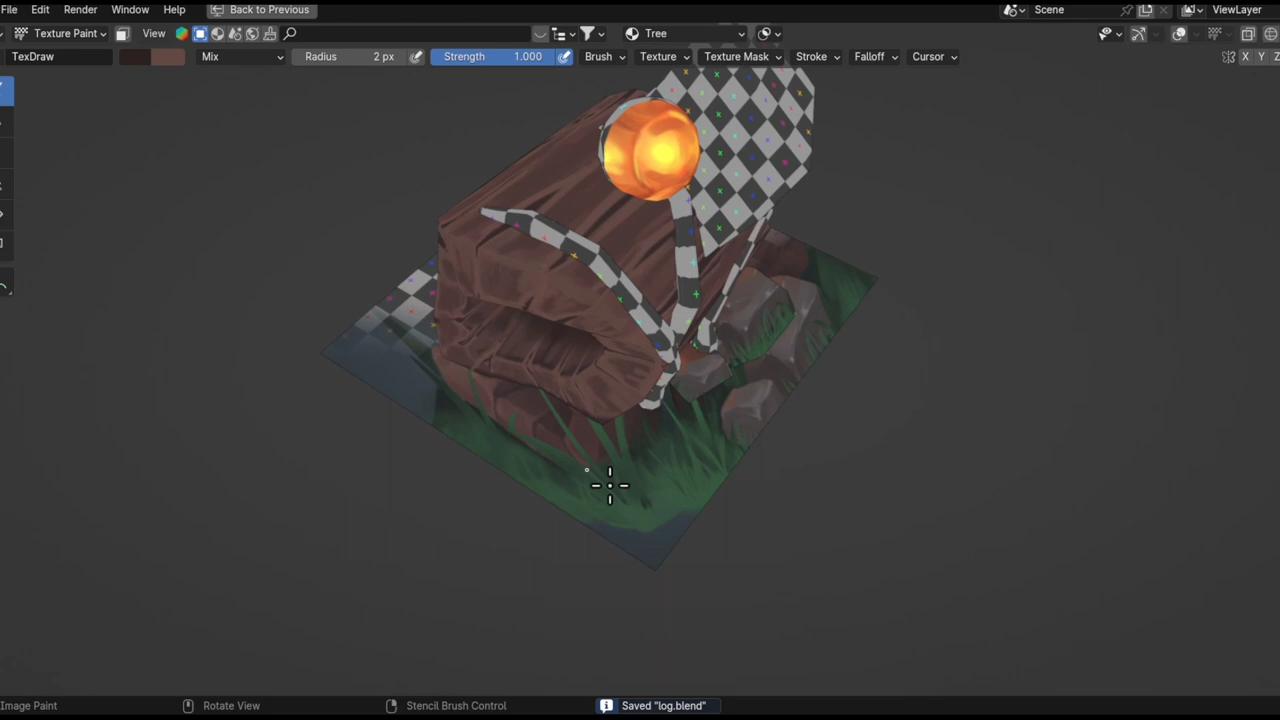 File Edit Render Window Help Back to Previous Scene ViewLayer
Texture Paint View Tree
TexDraw Mix Radius 2 px Strength 1.000 Brush Texture Texture Mask Stroke Falloff Cursor X Y Z
Image Paint Rotate View Stencil Brush Control Saved "log.blend"